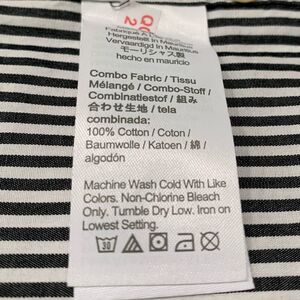 QC
2
Fabriqué À
Hergestellt in Mauritius
Vervaardigd in Mauritius
モーリシャス製
hecho en mauricio
Combo Fabric / Tissu
Mélangé / Combo-Stoff /
Combinatiestof / 組み
合わせ生地 / tela
combinada:
100% Cotton / Coton /
Baumwolle / Katoen / 綿 /
algodón
Machine Wash Cold With Like
Colors. Non-Chlorine Bleach
Only. Tumble Dry Low. Iron on
Lowest Setting.
30